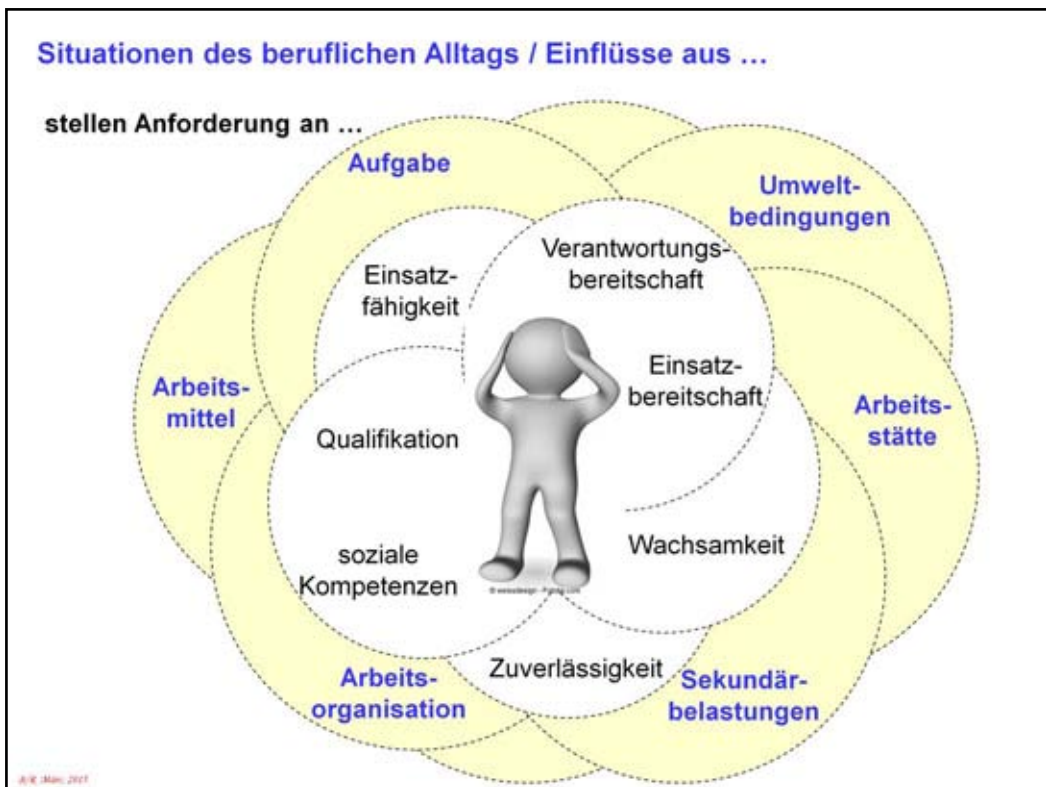 Situationen des beruflichen Alltags / Einflüsse aus ...
stellen Anforderung an ...
Aufgabe
Umwelt-
bedingungen
Verantwortungs-
bereitschaft
Einsatz-
fähigkeit
Einsatz-
bereitschaft
Arbeits-
mittel
Arbeits-
stätte
Qualifikation
Wachsamkeit
soziale
Kompetenzen
Zuverlässigkeit
Arbeits-
organisation
Sekundär-
belastungen